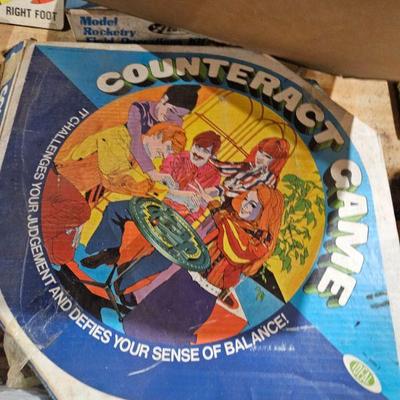 RIGHT FOOT
Model
Rocketry
COUNTERACT GAME
IT CHALLENGES YOUR JUDGEMENT AND DEFIES YOUR SENSE OF BALANCE!
IDEAL